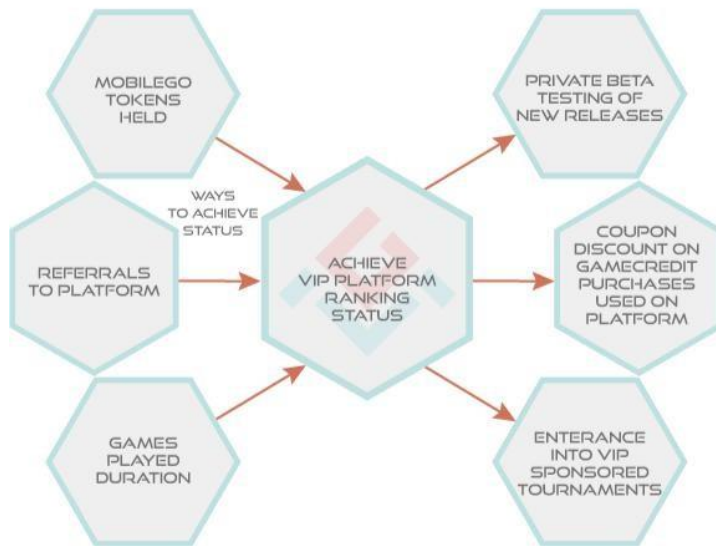 MOBILEGO
TOKENS
HELD
WAYS
TO ACHIEVE
STATUS
REFERRALS
TO PLATFORM
GAMES
PLAYED
DURATION
ACHIEVE
VIP PLATFORM
RANKING
STATUS
PRIVATE BETA
TESTING OF
NEW RELEASES
COUPON
DISCOUNT ON
GAMECREDIT
PURCHASES
USED ON
PLATFORM
ENTERANCE
INTO VIP
SPONSORED
TOURNAMENTS